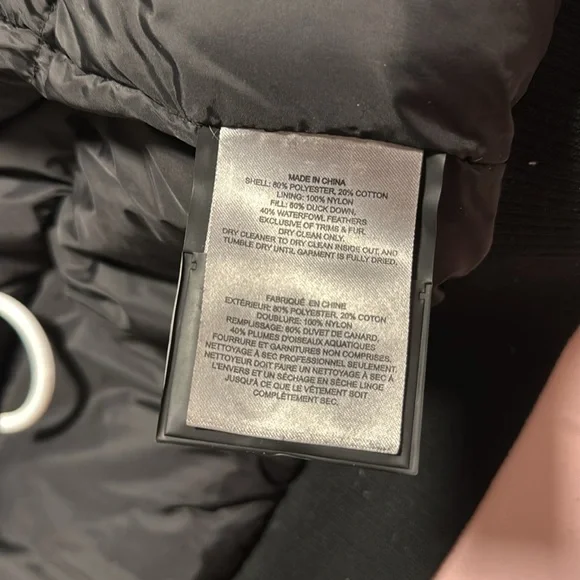 MADE IN CHINA
SHELL: 80% POLYESTER, 20% COTTON
LINING: 100% NYLON
FILL: 60% DUCK DOWN,
40% WATERFOWL FEATHERS
EXCLUSIVE OF TRIMS & FUR.
DRY CLEAN ONLY.
DRY CLEANER TO DRY CLEAN INSIDE OUT, AND
TUMBLE DRY UNTIL GARMENT IS FULLY DRIED.
FABRIQUÉ EN CHINE
EXTÉRIEUR: 80% POLYESTER, 20% COTON
DOUBLURE: 100% NYLON
REMPLISSAGE: 60% DUVET DE CANARD,
40% PLUMES D'OISEAUX AQUATIQUES
FOURRURE ET GARNITURES NON COMPRISES.
NETTOYAGE À SEC PROFESSIONNEL SEULEMENT.
NETTOYEUR DOIT FAIRE UN NETTOYAGE À SEC À
L'ENVERS ET UN SÉCHAGE EN SÈCHE LINGE
JUSQU'À CE QUE LE VÊTEMENT SOIT
COMPLÈTEMENT SEC.